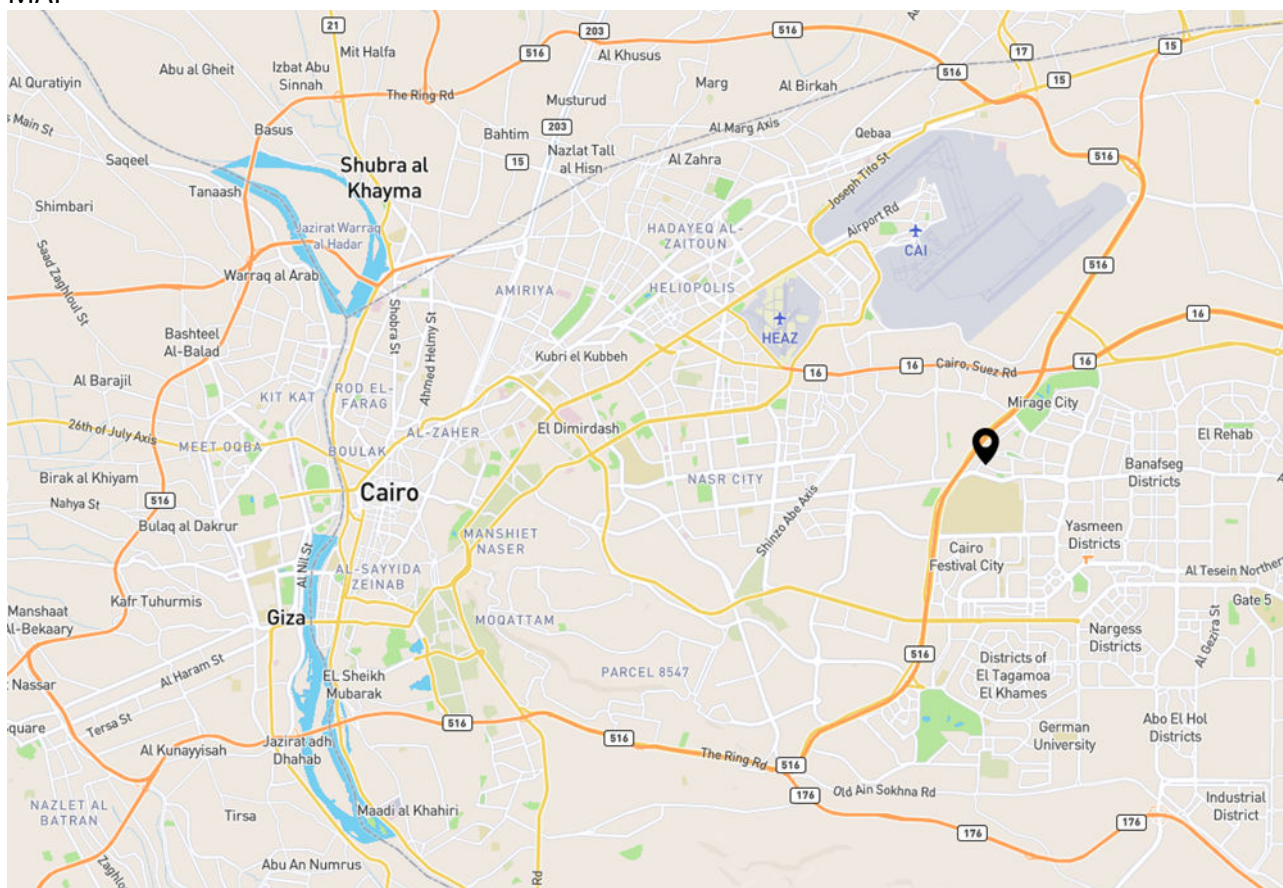 21
203
516
15
Mit Halfa
Al Khusus
516
17
Abu al Gheit
Izbat Abu
Sinnah
Marg
516
15
Al Quratiyin
The Ring Rd
Musturud
Al Birkah
s Main St
Basus
Bahtim
203
Al Marg Axis
Qebaa
Saqeel
Shubra al
Khayma
15
Nazlat Tall
al Hisn
Al Zahra
516
Tanaash
Joseph Tito St
Shimbari
Jazirat Warraq
al Hadar
HADAYEQ AL-
ZAITOUN
Airport Rd
CAI
Saad Zaghloul St
Warraq al Arab
AMIRIYA
HELIOPOLIS
516
Shobra St
Ahmed Helmy St
HEAZ
16
Bashteel
Al-Balad
Kubri el Kubbeh
16
16
Cairo, Suez Rd
16
Al Barajil
KIT KAT
ROD EL-
FARAG
Mirage City
26th of July Axis
MEET OQBA
BOULAK
AL-ZAHER
El Dimirdash
El Rehab
Birak al Khiyam
Cairo
NASR CITY
Banafseg
Districts
Nahya St
516
Bulaq al Dakrur
MANSHIET
NASER
Shinzo Abe Axis
Yasmeen
Districts
Al Nil St
AL-SAYYIDA
ZEINAB
Cairo
Festival City
Al Tesein Northern
Manshaat
Al-Bekaary
Kafr Tuhurmis
Giza
MOQATTAM
Gate 5
Nargess
Districts
Al Gezira St
Al Haram St
EL Sheikh
Mubarak
PARCEL 8547
516
Districts of
El Tagamoa
El Khames
t Nassar
Tersa St
516
516
German
University
Abo El Hol
Districts
quare
Al Kunayyisah
Jazirat adh
Dhahab
The Ring Rd
516
176
Old Ain Sokhna Rd
NAZLET AL
BATRAN
Tirsa
Maadi al Khahiri
176
176
Industrial
District
Abu An Numrus
Zaghlou
Rd